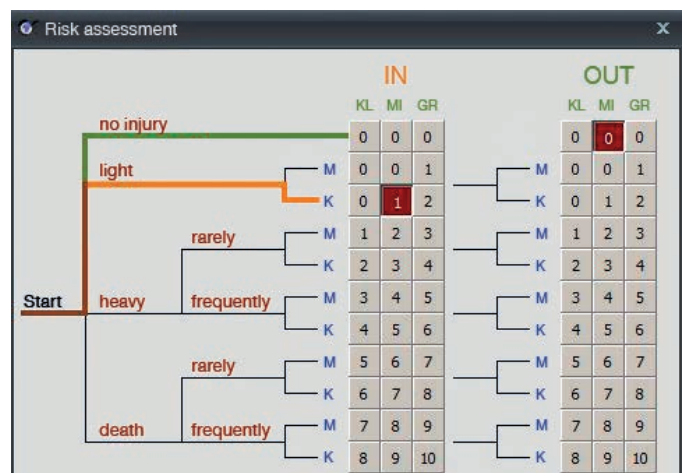 Risk assessment x
IN OUT
KL MI GR KL MI GR
no injury 0 0 0 0 0 0
light M 0 0 1 M 0 0 1
K 0 1 2 K 0 1 2
rarely M 1 2 3 M 1 2 3
K 2 3 4 K 2 3 4
Start heavy frequently M 3 4 5 M 3 4 5
K 4 5 6 K 4 5 6
rarely M 5 6 7 M 5 6 7
K 6 7 8 K 6 7 8
death frequently M 7 8 9 M 7 8 9
K 8 9 10 K 8 9 10